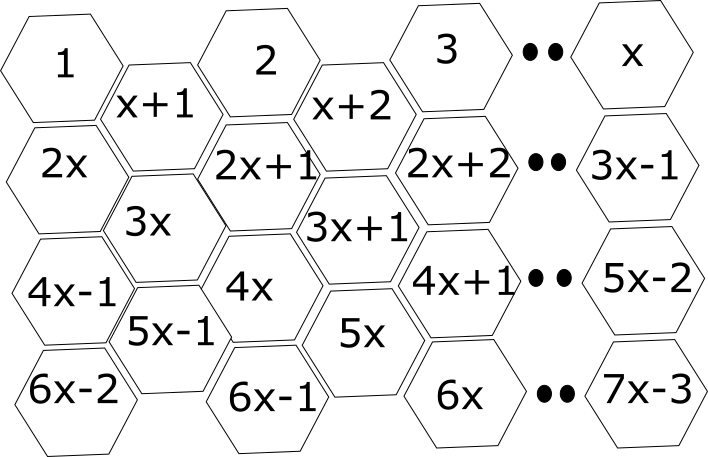 1 2 3 x
x+1 x+2
2x 2x+1 2x+2 3x-1
3x 3x+1
4x-1 4x 4x+1 5x-2
5x-1 5x
6x-2 6x-1 6x 7x-3